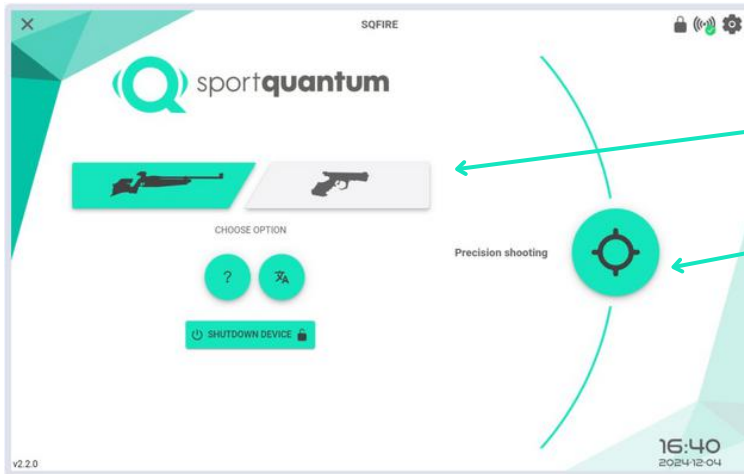 SQFIRE
sportquantum
CHOOSE OPTION
Precision shooting
?
SHUTDOWN DEVICE
v2.2.0
16:40
2024-12-04